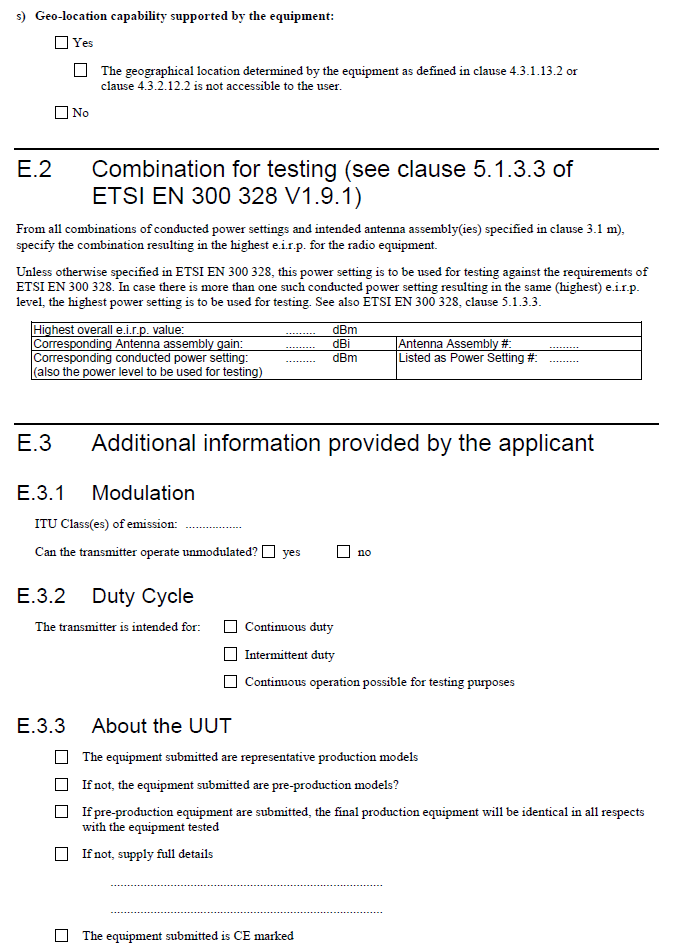 s) Geo-location capability supported by the equipment:
Yes
The geographical location determined by the equipment as defined in clause 4.3.1.13.2 or
clause 4.3.2.12.2 is not accessible to the user.
No
E.2 Combination for testing (see clause 5.1.3.3 of
ETSI EN 300 328 V1.9.1)
From all combinations of conducted power settings and intended antenna assembly(ies) specified in clause 3.1 m),
specify the combination resulting in the highest e.i.r.p. for the radio equipment.
Unless otherwise specified in ETSI EN 300 328, this power setting is to be used for testing against the requirements of
ETSI EN 300 328. In case there is more than one such conducted power setting resulting in the same (highest) e.i.r.p.
level, the highest power setting is to be used for testing. See also ETSI EN 300 328, clause 5.1.3.3.
Highest overall e.i.r.p. value: ......... dBm
Corresponding Antenna assembly gain: ......... dBi Antenna Assembly #: .........
Corresponding conducted power setting: ......... dBm Listed as Power Setting #: .........
(also the power level to be used for testing)
E.3 Additional information provided by the applicant
E.3.1 Modulation
ITU Class(es) of emission: .................
Can the transmitter operate unmodulated? yes no
E.3.2 Duty Cycle
The transmitter is intended for: Continuous duty
Intermittent duty
Continuous operation possible for testing purposes
E.3.3 About the UUT
The equipment submitted are representative production models
If not, the equipment submitted are pre-production models?
If pre-production equipment are submitted, the final production equipment will be identical in all respects
with the equipment tested
If not, supply full details
...................................................................................
...................................................................................
The equipment submitted is CE marked